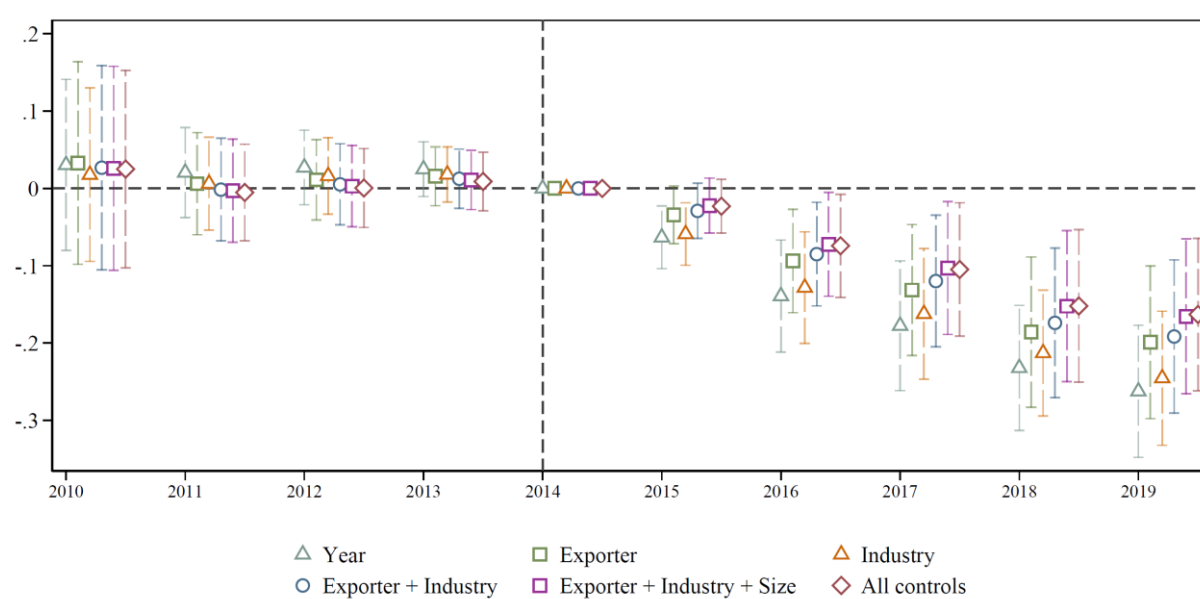 .2
.1
0
-.1
-.2
-.3
2010 2011 2012 2013 2014 2015 2016 2017 2018 2019
Year Exporter Industry
Exporter + Industry Exporter + Industry + Size All controls